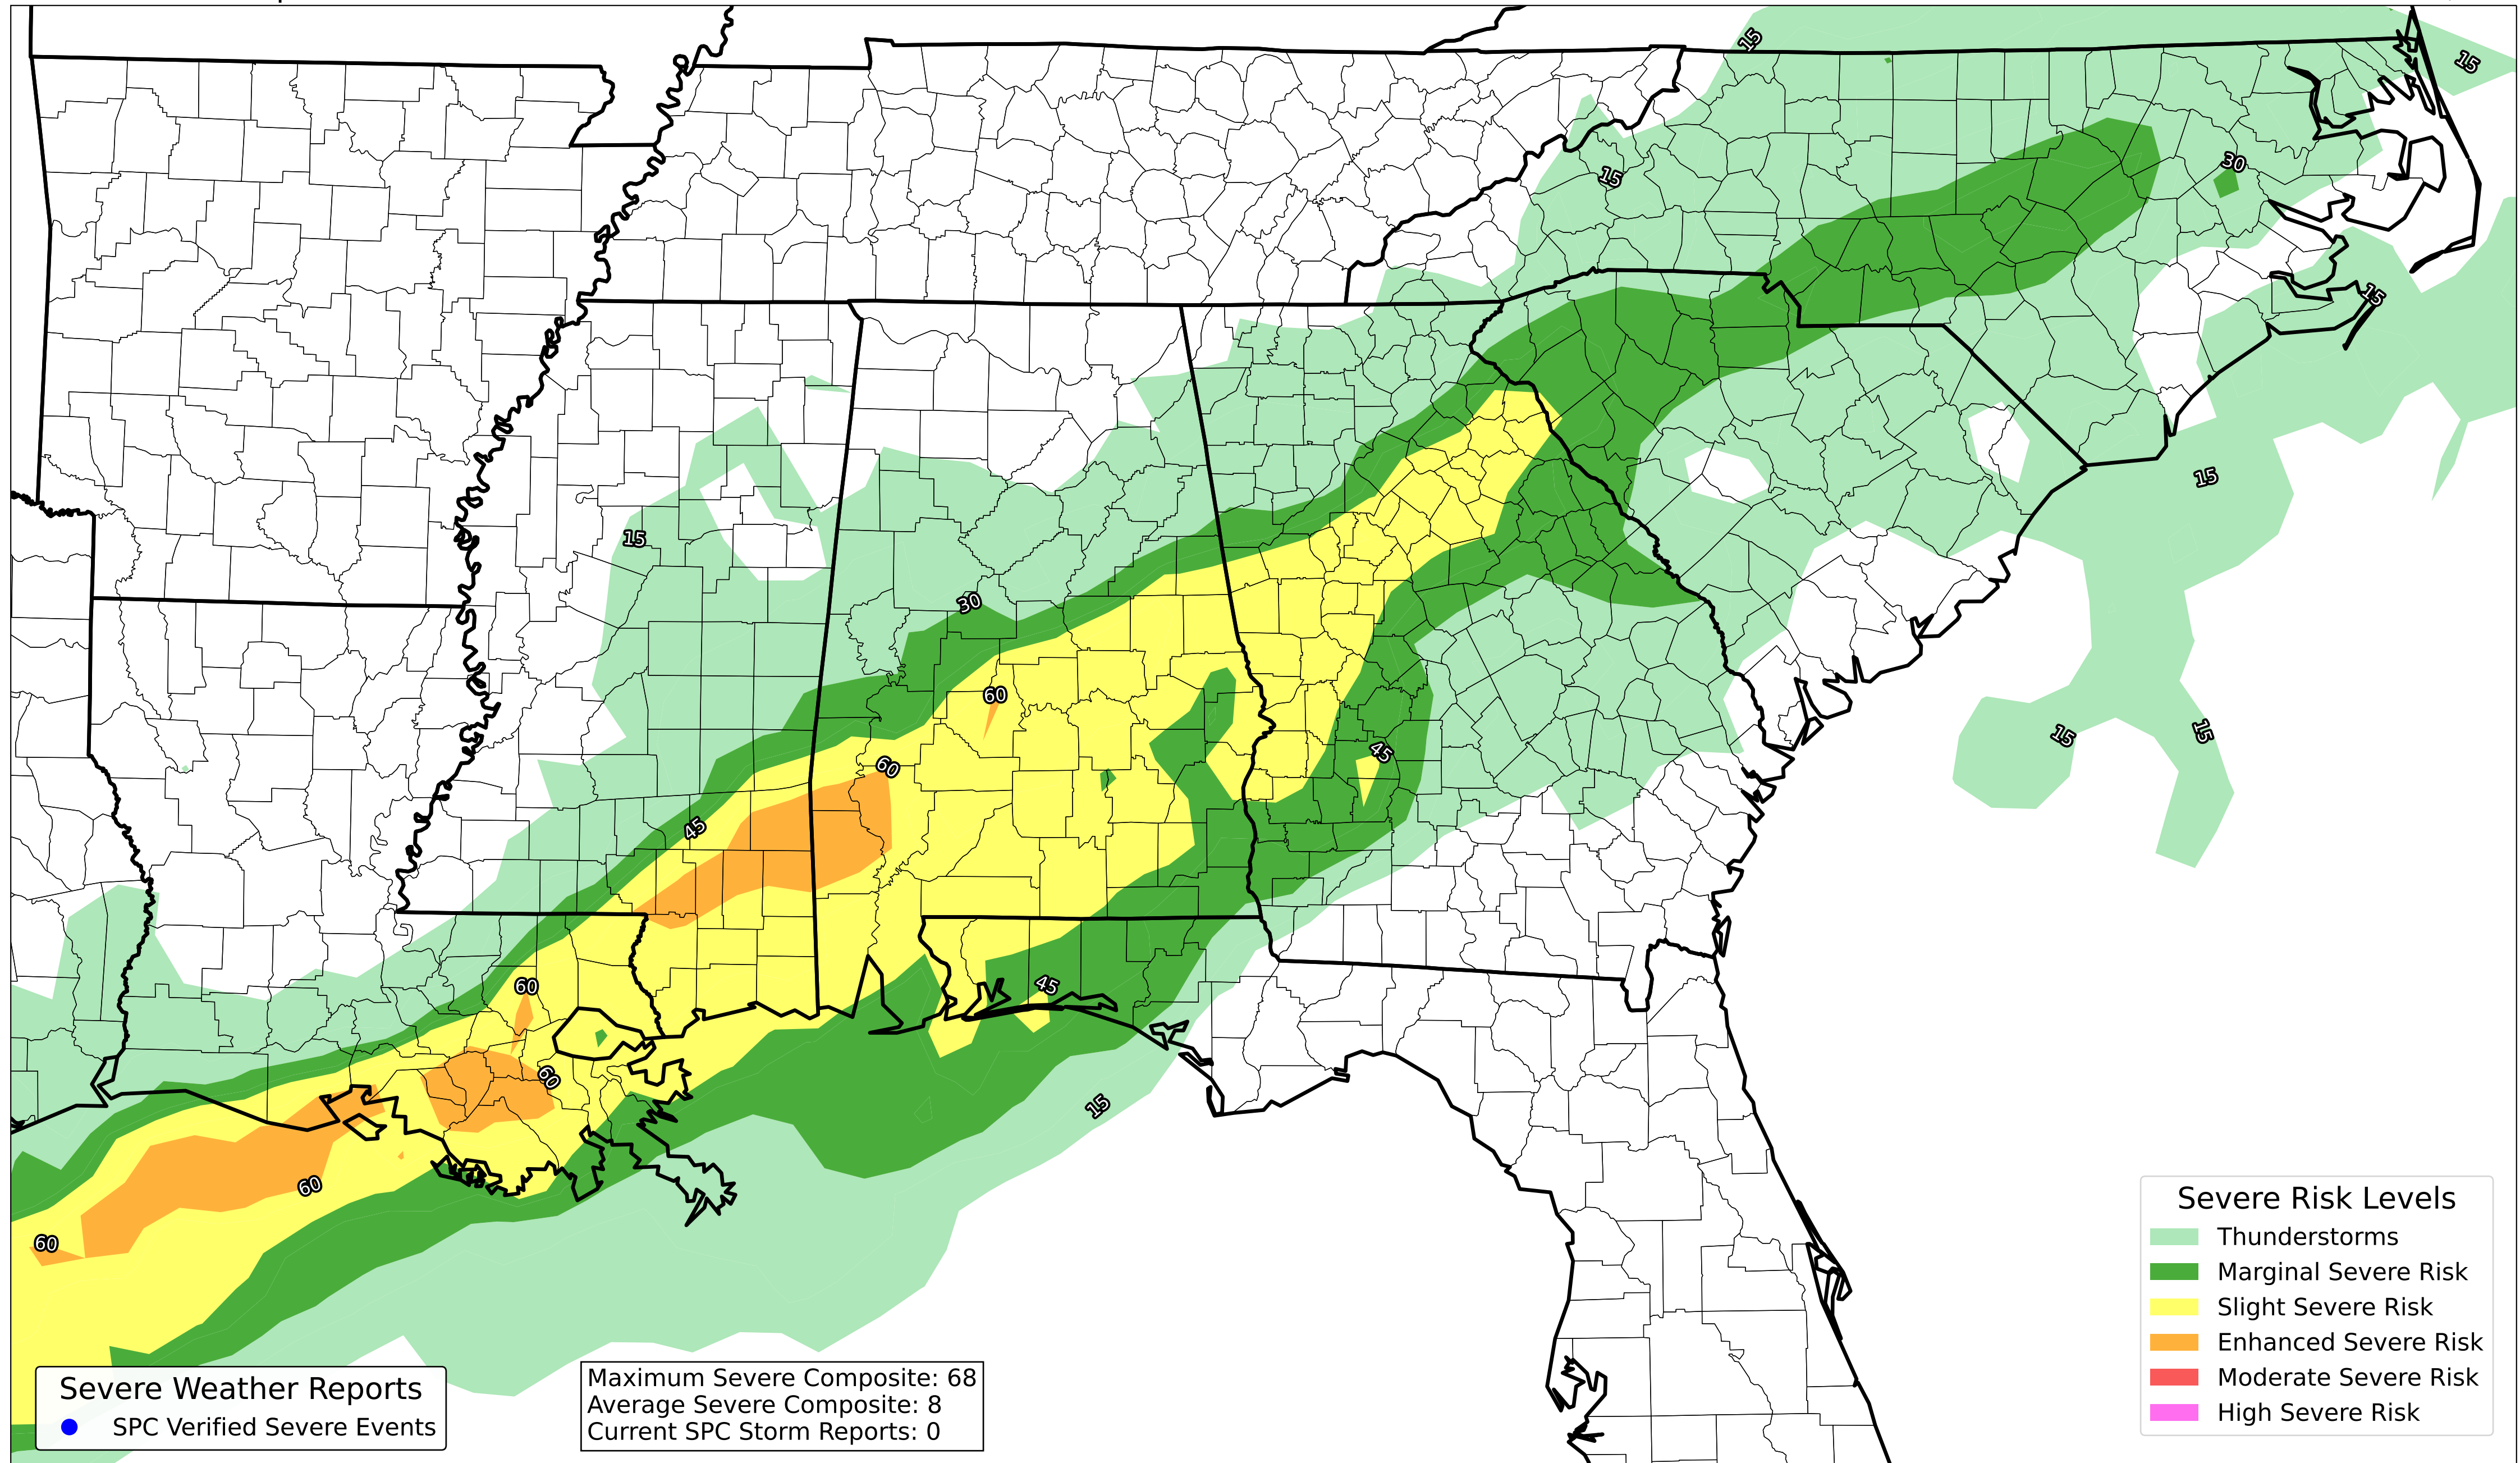 15
15
15
30
15
15
15
30
60
45
60
15
15
45
60
45
60
15
60
60
Severe Risk Levels
Thunderstorms
Marginal Severe Risk
Slight Severe Risk
Enhanced Severe Risk
Moderate Severe Risk
High Severe Risk
Severe Weather Reports
SPC Verified Severe Events
Maximum Severe Composite: 68
Average Severe Composite: 8
Current SPC Storm Reports: 0